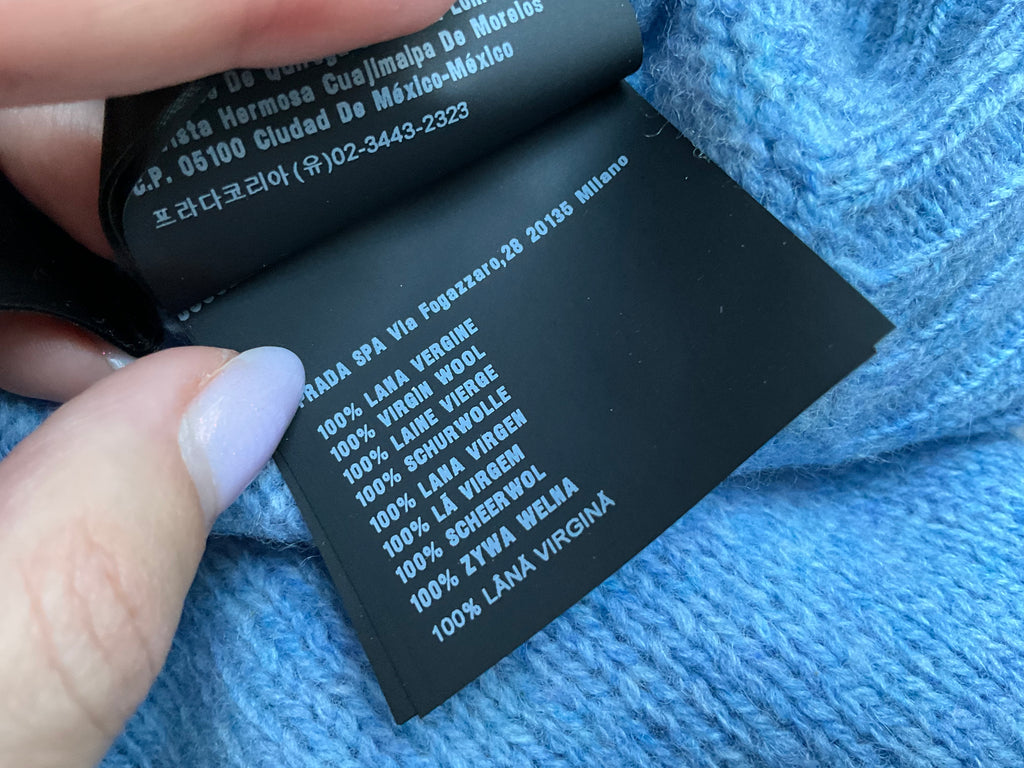 De Morelos
Hermosa Cuajimalpa De
C.P. 05100 Ciudad De México-México
프라다코리아(유)02-3443-2323
PRADA SPA Via Fogazzaro,28 20135 Milano
100% LANA VERGINE
100% VIRGIN WOOL
100% LAINE VIERGE
100% SCHURWOLLE
100% LANA VIRGEN
100% LÃ VIRGEM
100% SCHEERWOL
100% ZYWA WELNA
100% LÂNĂ VIRGINĂ